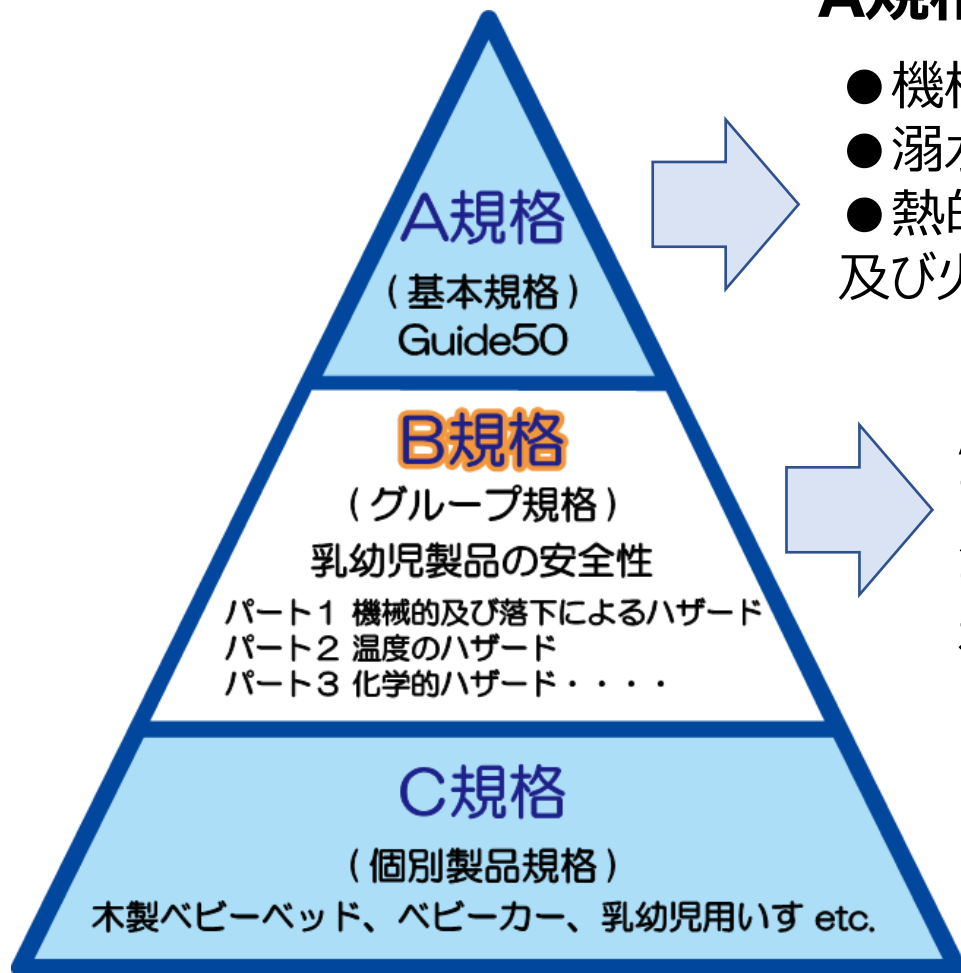 A規格
●機
●溺
●熱
及び
A規格
(基本規格)
Guide50
B規格
(グループ規格)
乳幼児製品の安全性
パート1 機械的及び落下によるハザード
パート2 温度のハザード
パート3 化学的ハザード・・・・
C規格
(個別製品規格)
木製ベビーベッド、ベビーカー、乳幼児用いす etc.